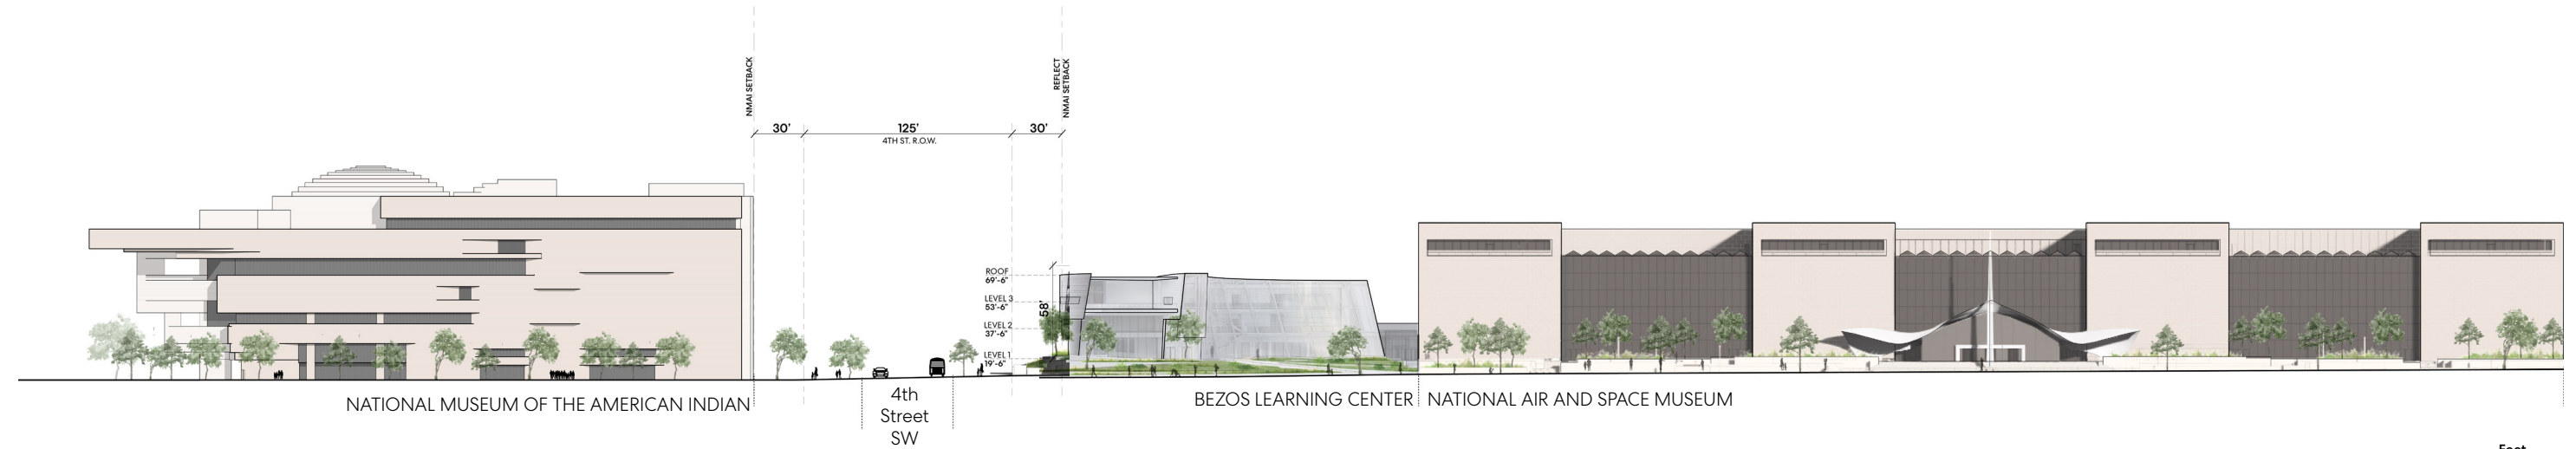 NMAI SETBACK
REFLECT
NMAI SETBACK
30'
125'
30'
4TH ST. R.O.W.
ROOF
69'-6"
LEVEL 3
53'-6"
58'
LEVEL 2
37'-6"
LEVEL 1
19'-6"
NATIONAL MUSEUM OF THE AMERICAN INDIAN
4th
Street
SW
BEZOS LEARNING CENTER
NATIONAL AIR AND SPACE MUSEUM